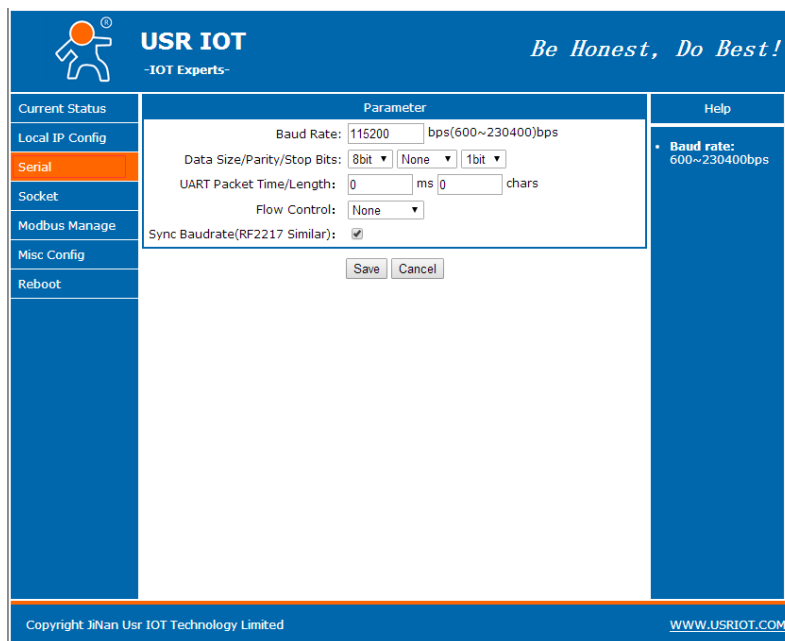 ®
USR IOT
-IOT Experts-
Be Honest, Do Best!
Current Status
Local IP Config
Serial
Socket
Modbus Manage
Misc Config
Reboot
Parameter
Baud Rate: 115200 bps(600~230400)bps
Data Size/Parity/Stop Bits: 8bit None 1bit
UART Packet Time/Length: 0 ms 0 chars
Flow Control: None
Sync Baudrate(RF2217 Similar):
Save Cancel
Help
• Baud rate:
600~230400bps
Copyright JiNan Usr IOT Technology Limited
WWW.USRIOT.COM